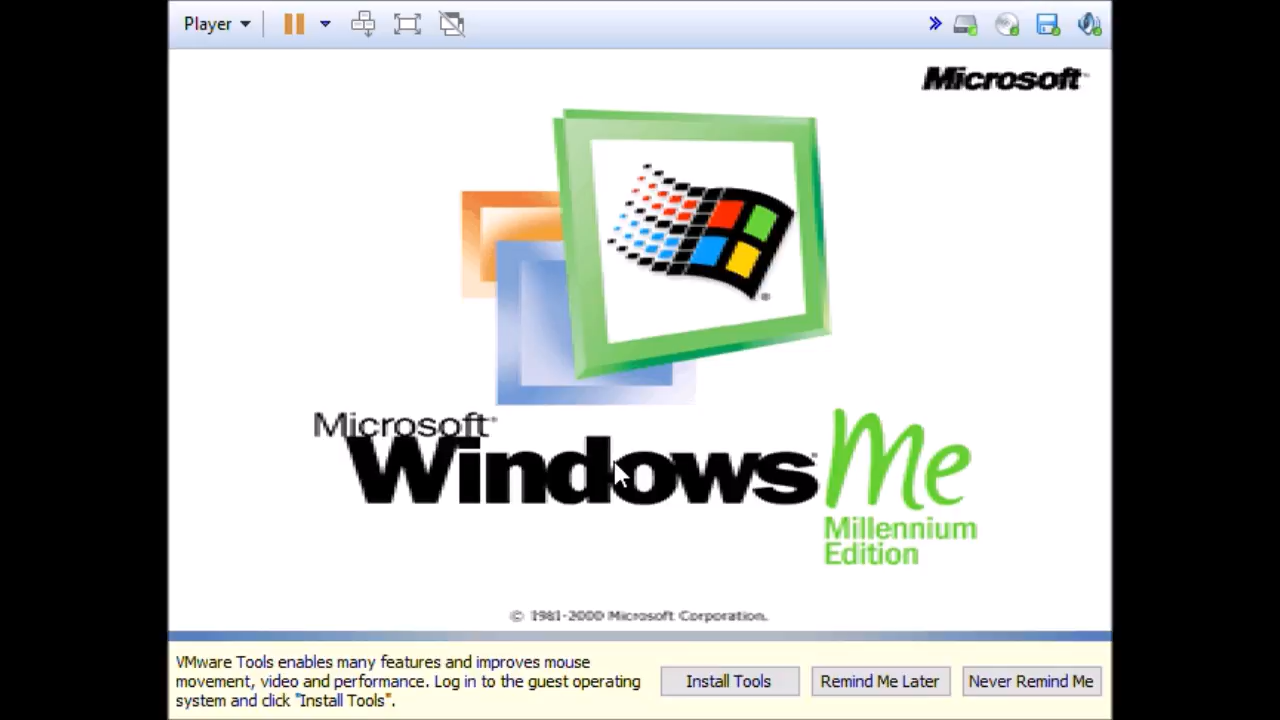 Player
Microsoft
Microsoft
Windows Me
Millennium
Edition
© 1981-2000 Microsoft Corporation.
VMware Tools enables many features and improves mouse
movement, video and performance. Log in to the guest operating
system and click "Install Tools".
Install Tools
Remind Me Later
Never Remind Me